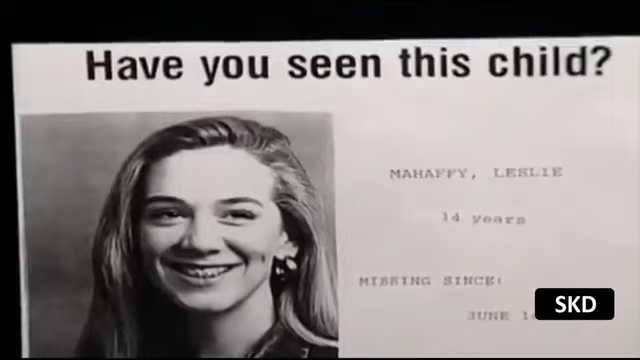 Have you seen this child?
MAHAFFY, LESLIE
14 years
MISSING SINCE:
JUNE
SKD